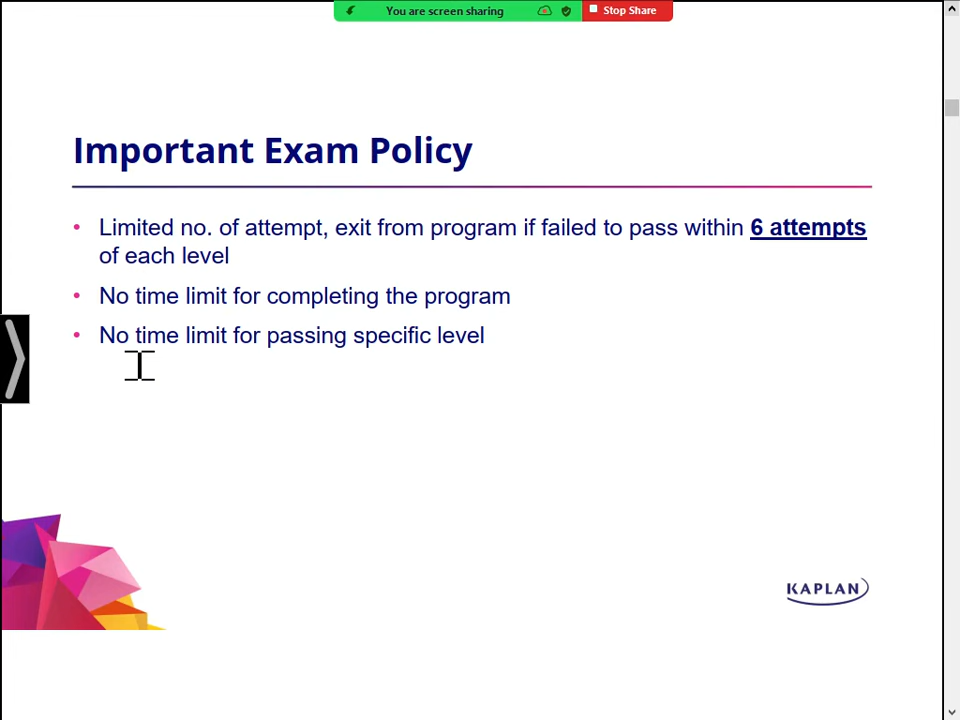 You are screen sharing
Stop Share
Important Exam Policy
• Limited no. of attempt, exit from program if failed to pass within 6 attempts
of each level
• No time limit for completing the program
• No time limit for passing specific level
KAPLAN